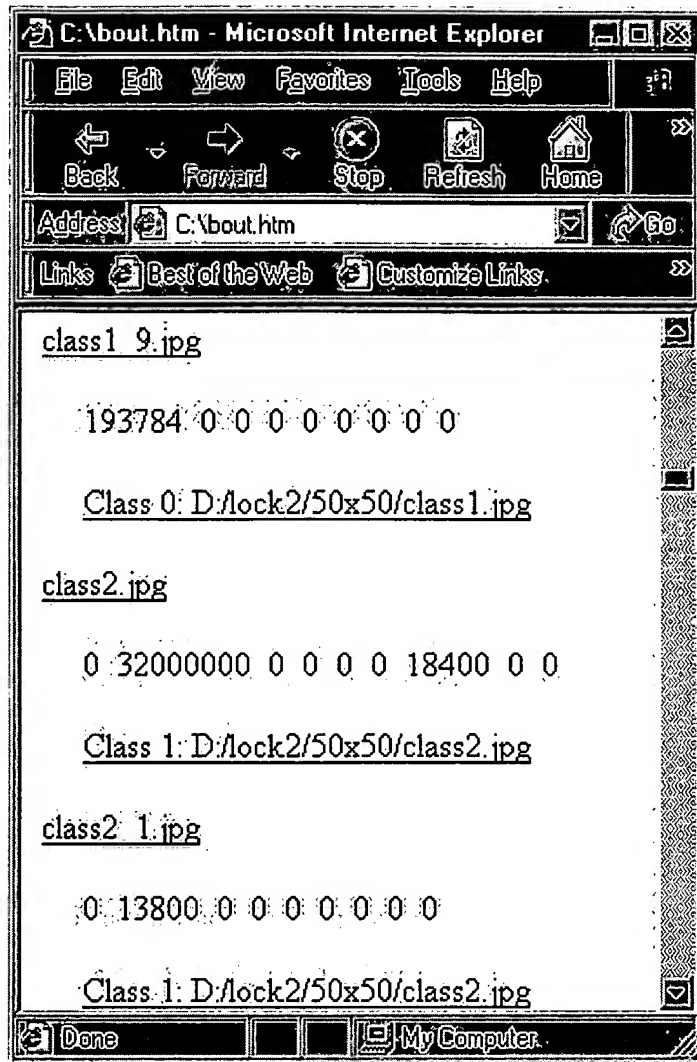 C:\bout.htm - Microsoft Internet Explorer
File Edit View Favorites Tools Help
Back Forward Stop Refresh Home »
Address C:\bout.htm Go
Links Best of the Web Customize Links »
class1_9.jpg
193784 0 0 0 0 0 0 0 0
Class 0: D:/lock2/50x50/class1.jpg
class2.jpg
0 32000000 0 0 0 0 18400 0 0
Class 1: D:/lock2/50x50/class2.jpg
class2_1.jpg
0 13800 0 0 0 0 0 0 0
Class 1: D:/lock2/50x50/class2.jpg
Done My Computer